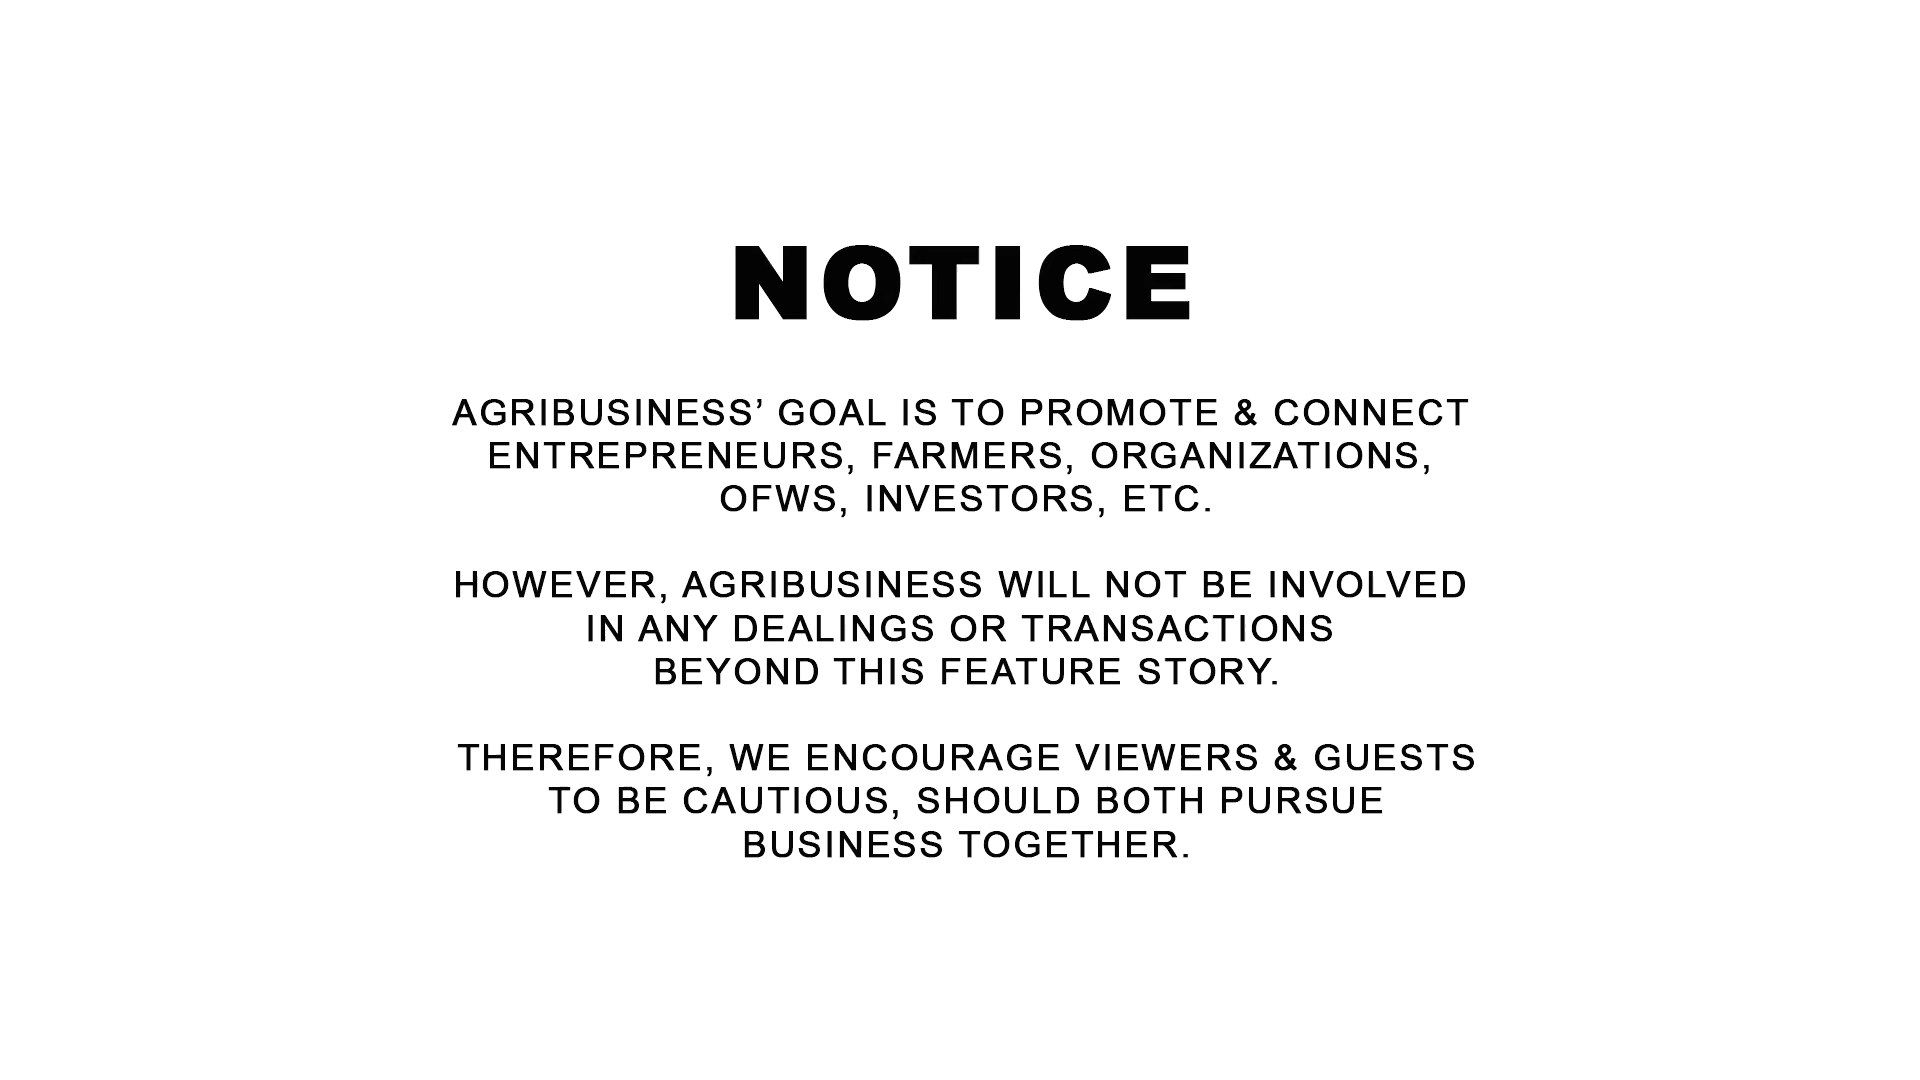 NOTICE
AGRIBUSINESS’ GOAL IS TO PROMOTE & CONNECT
ENTREPRENEURS, FARMERS, ORGANIZATIONS,
OFWS, INVESTORS, ETC.
HOWEVER, AGRIBUSINESS WILL NOT BE INVOLVED
IN ANY DEALINGS OR TRANSACTIONS
BEYOND THIS FEATURE STORY.
THEREFORE, WE ENCOURAGE VIEWERS & GUESTS
TO BE CAUTIOUS, SHOULD BOTH PURSUE
BUSINESS TOGETHER.